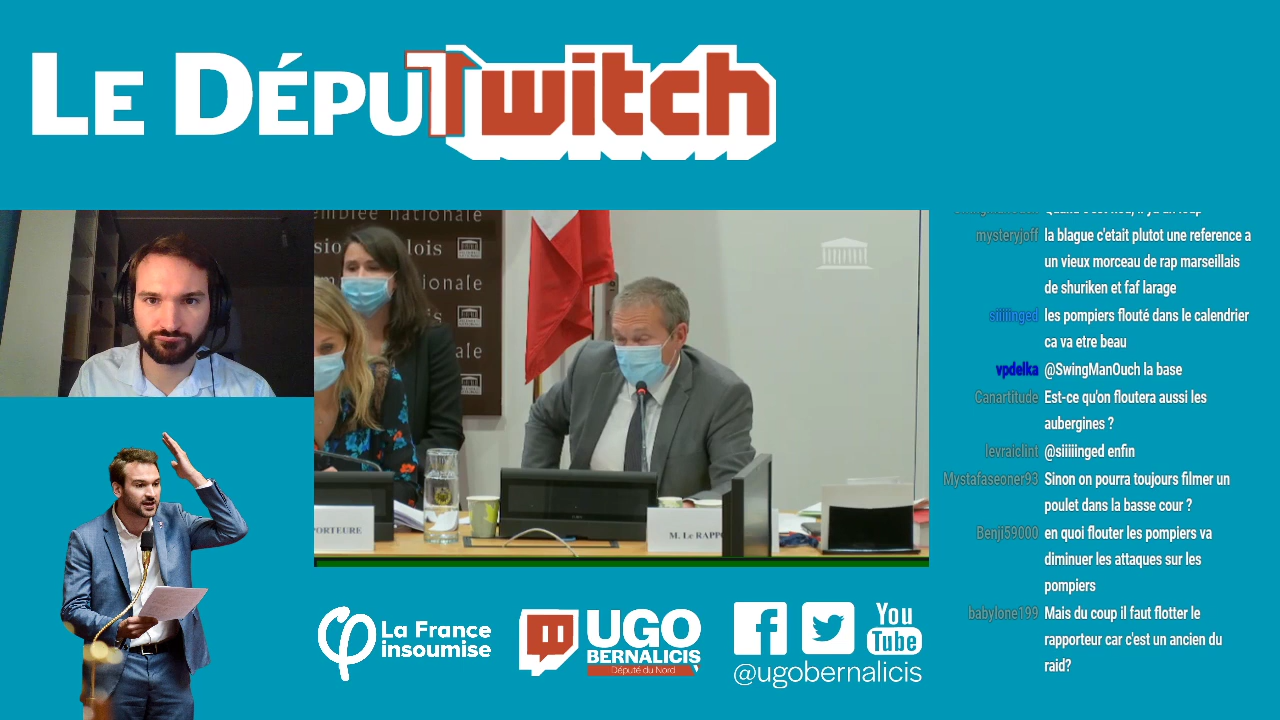 LE DÉPUTwitch
emblée nationale
sio
lois
nationale
ale
PORTEURE
M. LE RAPPO
mysteryjoff la blague c'etait plutot une reference a
un vieux morceau de rap marseillais
de shuriken et faf larage
siiiiinged les pompiers flouté dans le calendrier
ca va etre beau
vpdelka @SwingManOuch la base
Canartitude Est-ce qu'on floutera aussi les
aubergines ?
levraiclint @siiiiinged enfin
Mystafaseoner93 Sinon on pourra toujours filmer un
poulet dans la basse cour ?
Benji59000 en quoi flouter les pompiers va
diminuer les attaques sur les
pompiers
babylone199 Mais du coup il faut flotter le
rapporteur car c'est un ancien du
raid?
La France
insoumise
UGO
BERNALICIS
Député du Nord
You
Tube
@ugobernalicis